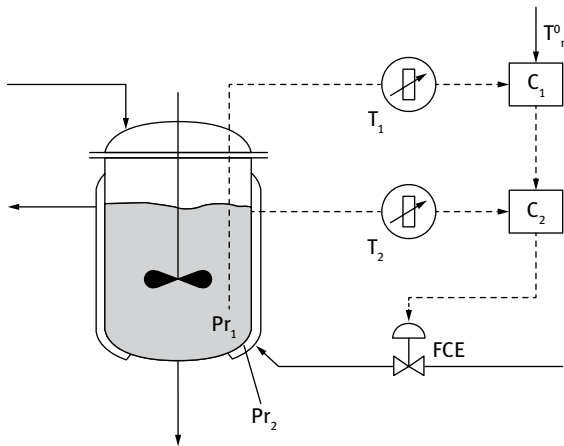 T⁰ᵣ
C₁
T₁
C₂
T₂
Pr₁
FCE
Pr₂